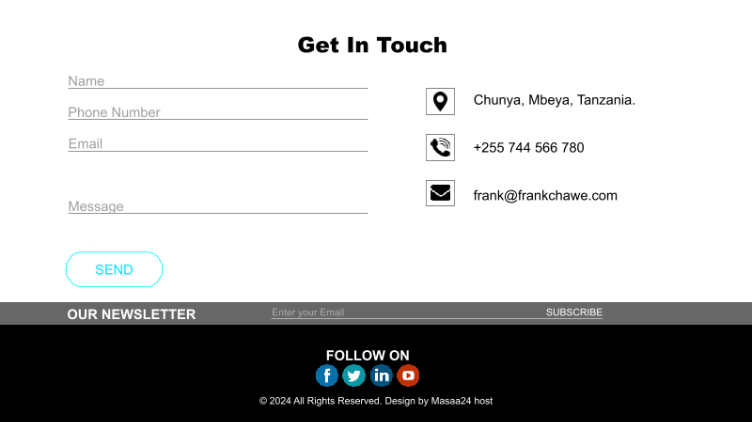 Get In Touch
Name
Phone Number
Email
Message
SEND
Chunya, Mbeya, Tanzania.
+255 744 566 780
frank@frankchawe.com
OUR NEWSLETTER
Enter your Email
SUBSCRIBE
FOLLOW ON
© 2024 All Rights Reserved. Design by Masaa24 host